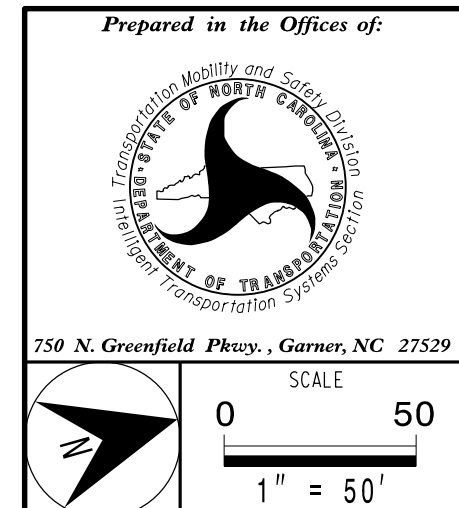 Prepared in the Offices of:
Transportation Mobility and Safety Division
STATE OF NORTH CAROLINA
DEPARTMENT OF TRANSPORTATION
Intelligent Transportation Systems Section
750 N. Greenfield Pkwy. , Garner, NC 27529
N
SCALE
0 50
1" = 50'